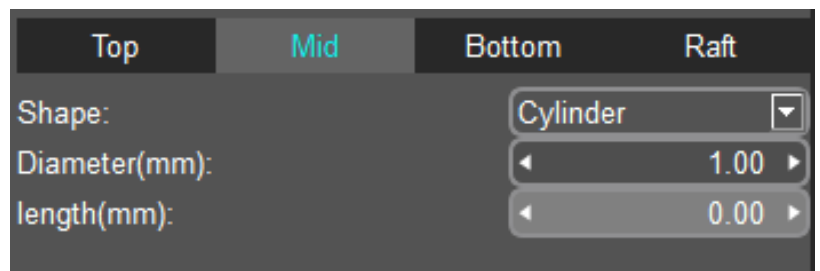 Top Mid Bottom Raft
Shape: Cylinder
Diameter(mm): 1.00
length(mm): 0.00